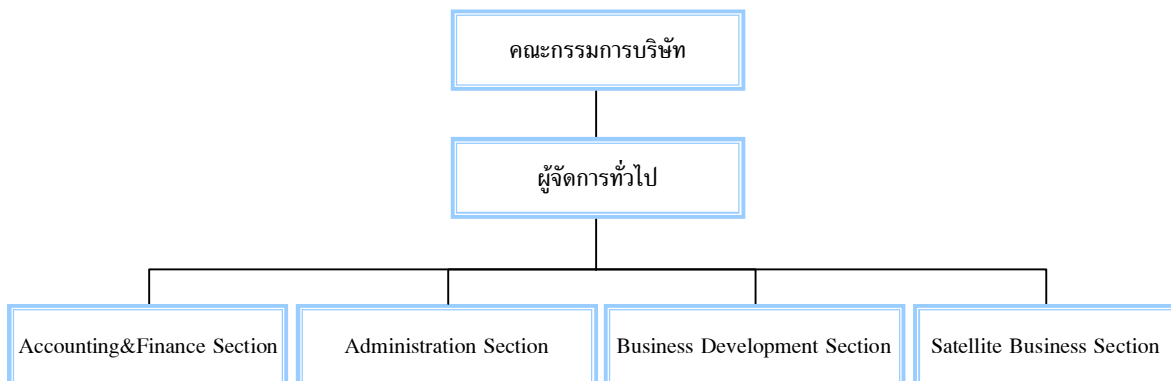 คณะกรรมการบริษัท
ผู้จัดการทั่วไป
Accounting&Finance Section
Administration Section
Business Development Section
Satellite Business Section